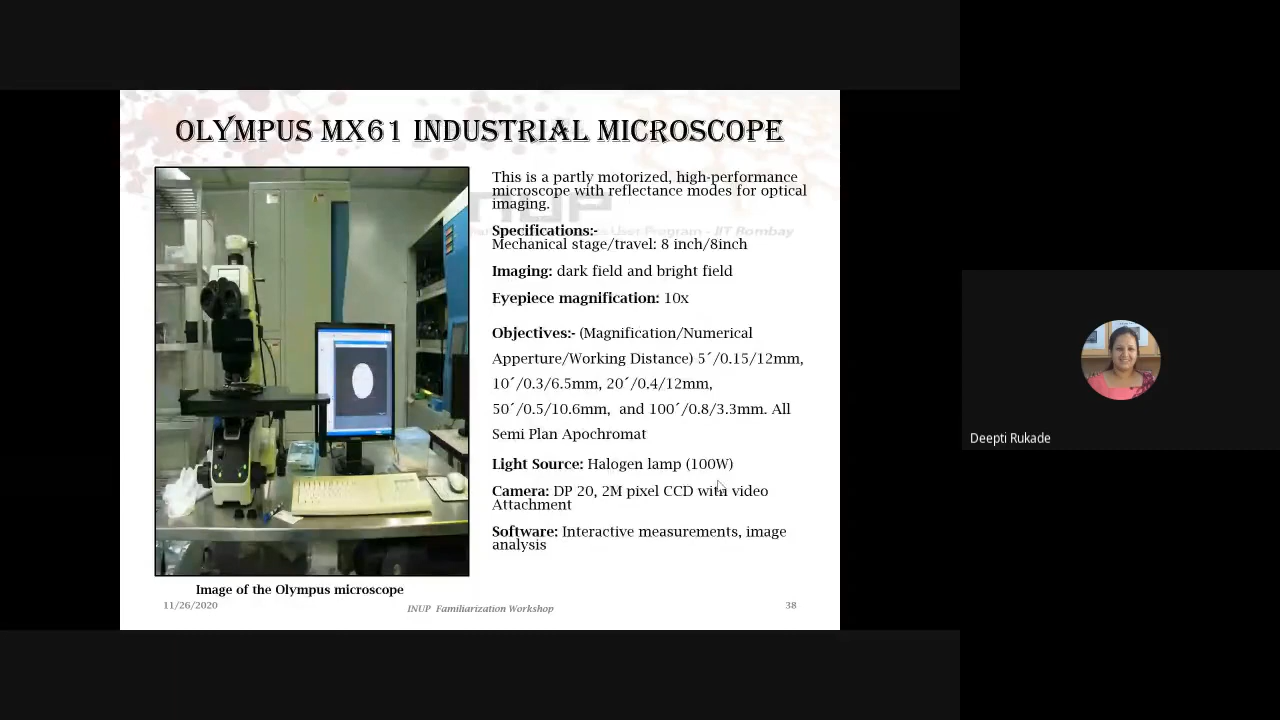 OLYMPUS MX61 INDUSTRIAL MICROSCOPE
This is a partly motorized, high-performance
microscope with reflectance modes for optical
imaging.
Specifications:-
Mechanical stage/travel: 8 inch/8inch
Imaging: dark field and bright field
Eyepiece magnification: 10x
Objectives:- (Magnification/Numerical
Apperture/Working Distance) 5´/0.15/12mm,
10´/0.3/6.5mm, 20´/0.4/12mm,
50´/0.5/10.6mm, and 100´/0.8/3.3mm. All
Semi Plan Apochromat
Light Source: Halogen lamp (100W)
Camera: DP 20, 2M pixel CCD with video
Attachment
Software: Interactive measurements, image
analysis
Image of the Olympus microscope
11/26/2020
INUP Familiarization Workshop
38
User Program - IIT Bombay
Deepti Rukade